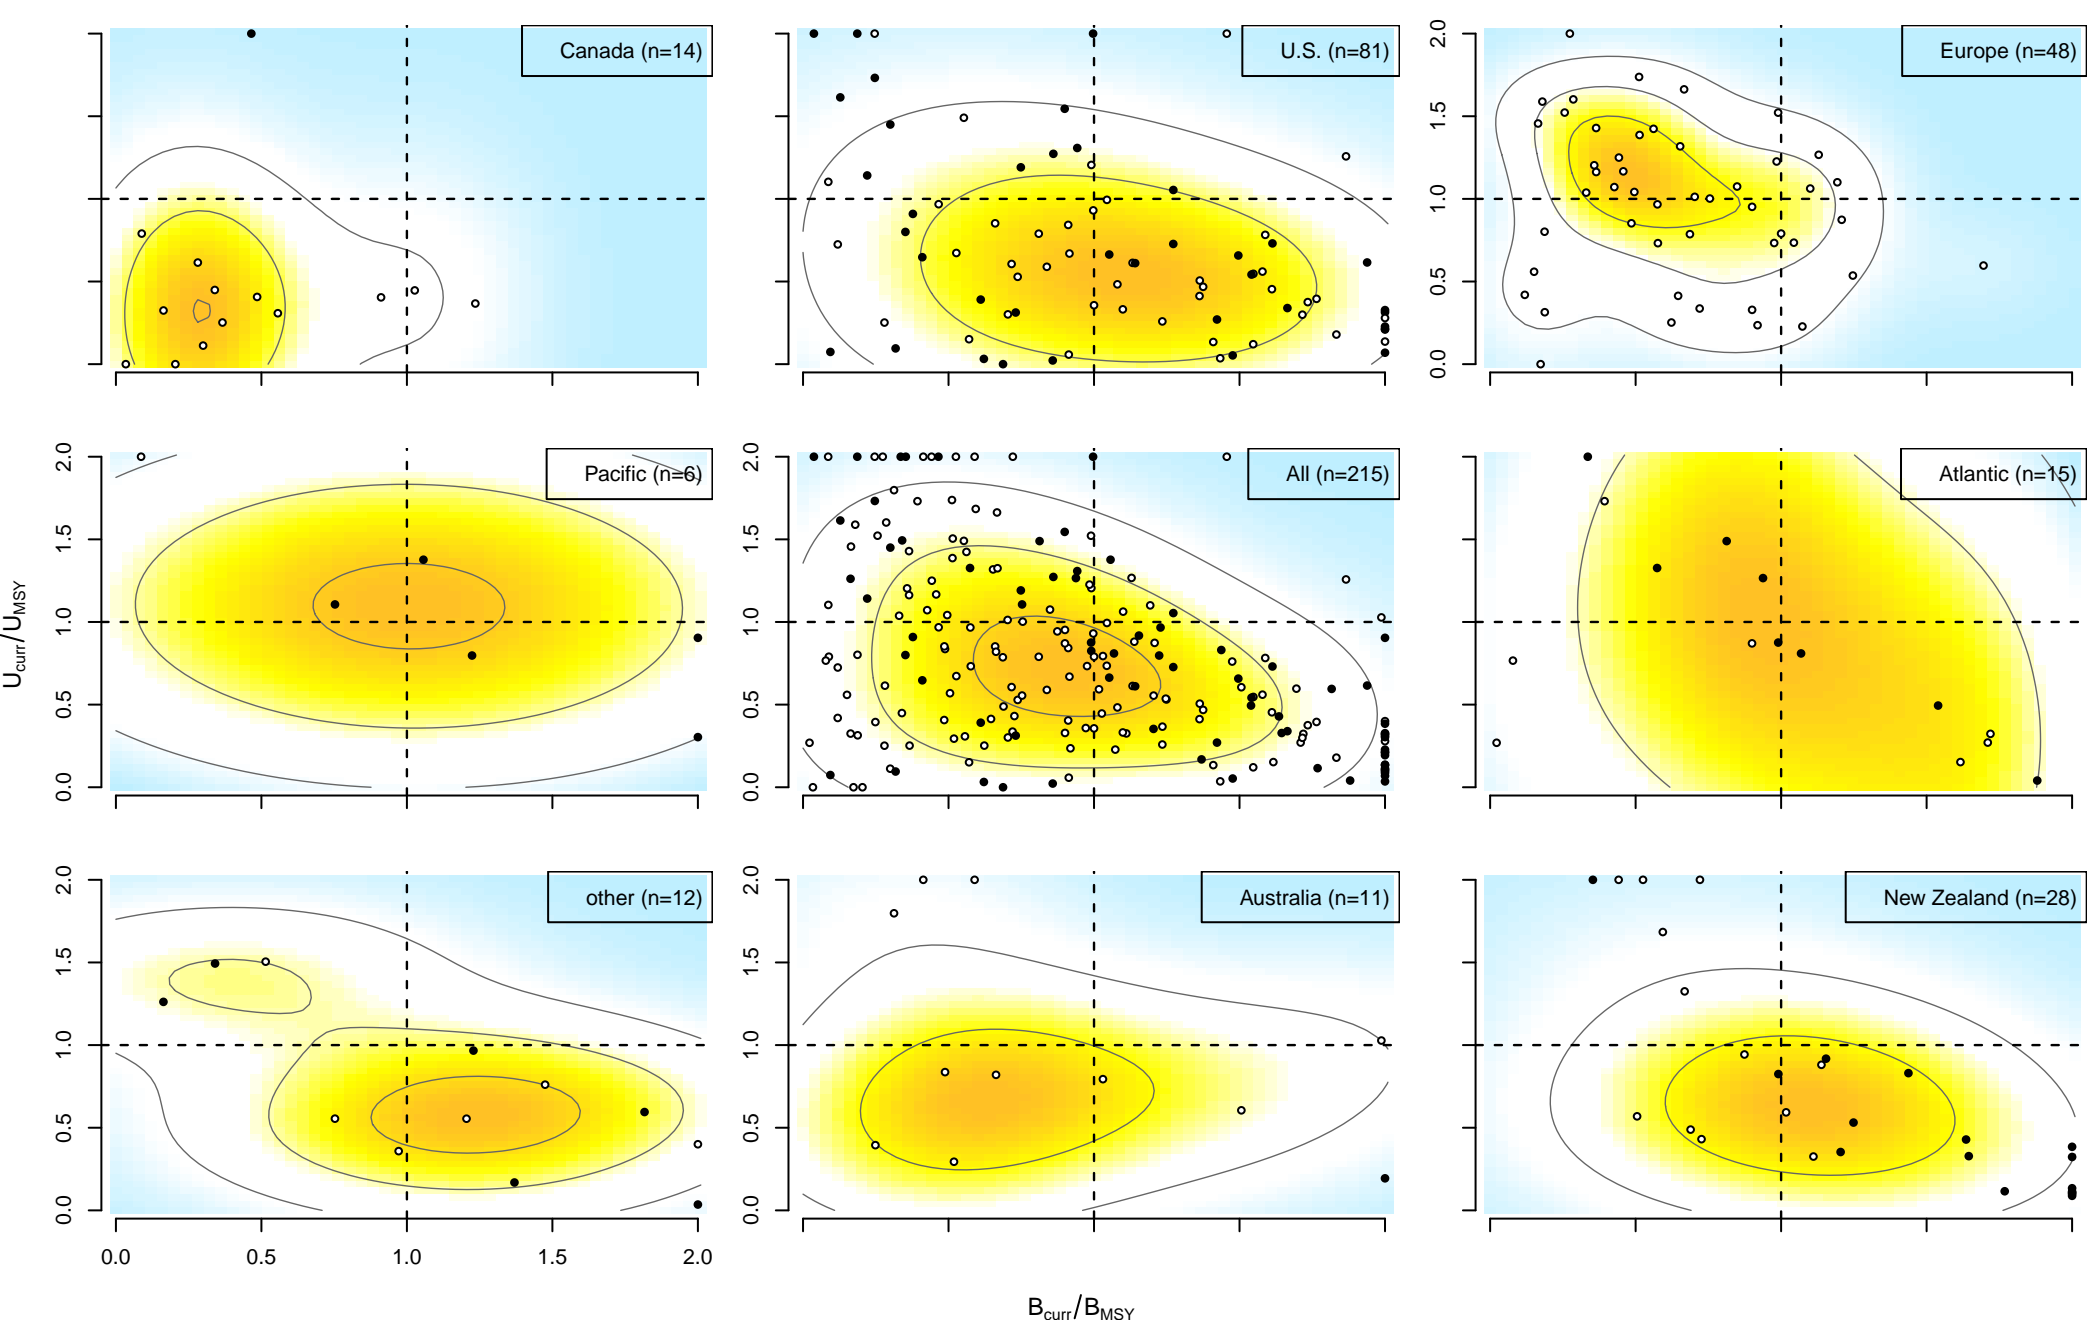 Canada (n=14)
U.S. (n=81)
Europe (n=48)
0.0 0.5 1.0 1.5 2.0
Pacific (n=6)
0.0 0.5 1.0 1.5 2.0
All (n=215)
0.0 0.5 1.0 1.5 2.0
Atlantic (n=15)
other (n=12)
0.0 0.5 1.0 1.5 2.0
0.0 0.5 1.0 1.5 2.0
Australia (n=11)
0.0 0.5 1.0 1.5 2.0
New Zealand (n=28)
Ucurr/UMSY
Bcurr/BMSY